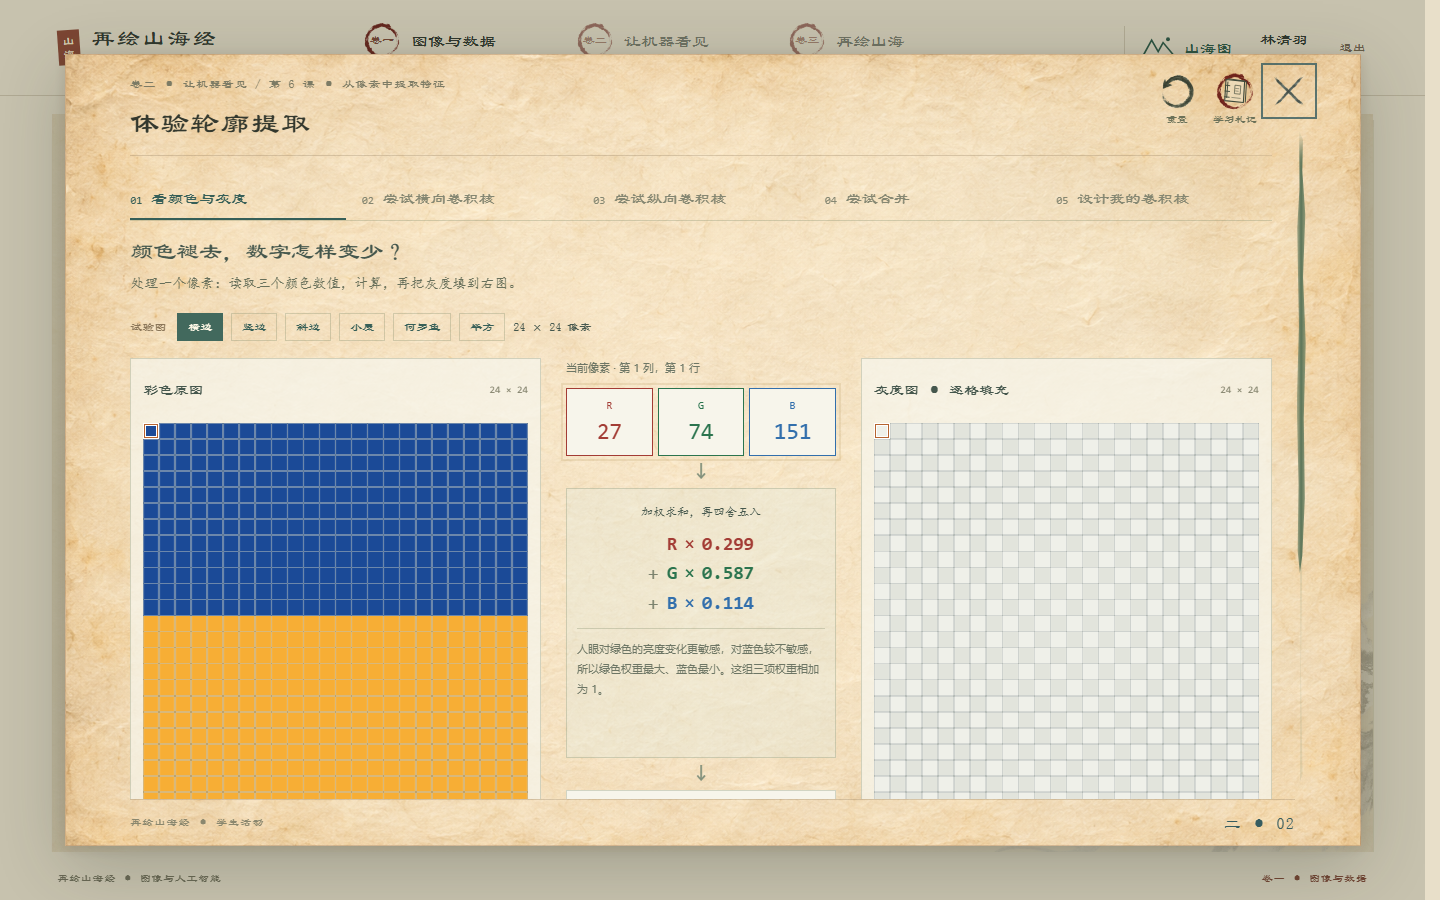 山海
再绘山海经
卷一 图像与数据
卷二 让机器看见
卷三 再绘山海
山海图
林清羽
退出
卷二 • 让机器看见 / 第 6 课 • 从像素中提取特征
重置
学习札记
体验轮廓提取
01 看颜色与灰度
02 尝试横向卷积核
03 尝试纵向卷积核
04 尝试合并
05 设计我的卷积核
颜色褪去，数字怎样变少？
处理一个像素：读取三个颜色数值，计算，再把灰度填到右图。
试验图 横边 竖边 斜边 小鹿 何罗鱼 半方 24 × 24 像素
彩色原图 24 × 24
当前像素 · 第 1 列，第 1 行
R G B
27 74 151
↓
加权求和，再四舍五入
R × 0.299
+ G × 0.587
+ B × 0.114
人眼对绿色的亮度变化更敏感，对蓝色较不敏感，
所以绿色权重最大、蓝色最小。这组三项权重相加
为 1。
↓
灰度图 • 逐格填充 24 × 24
再绘山海经 • 学生活动
二 • 02
再绘山海经 • 图像与人工智能
卷一 • 图像与数据